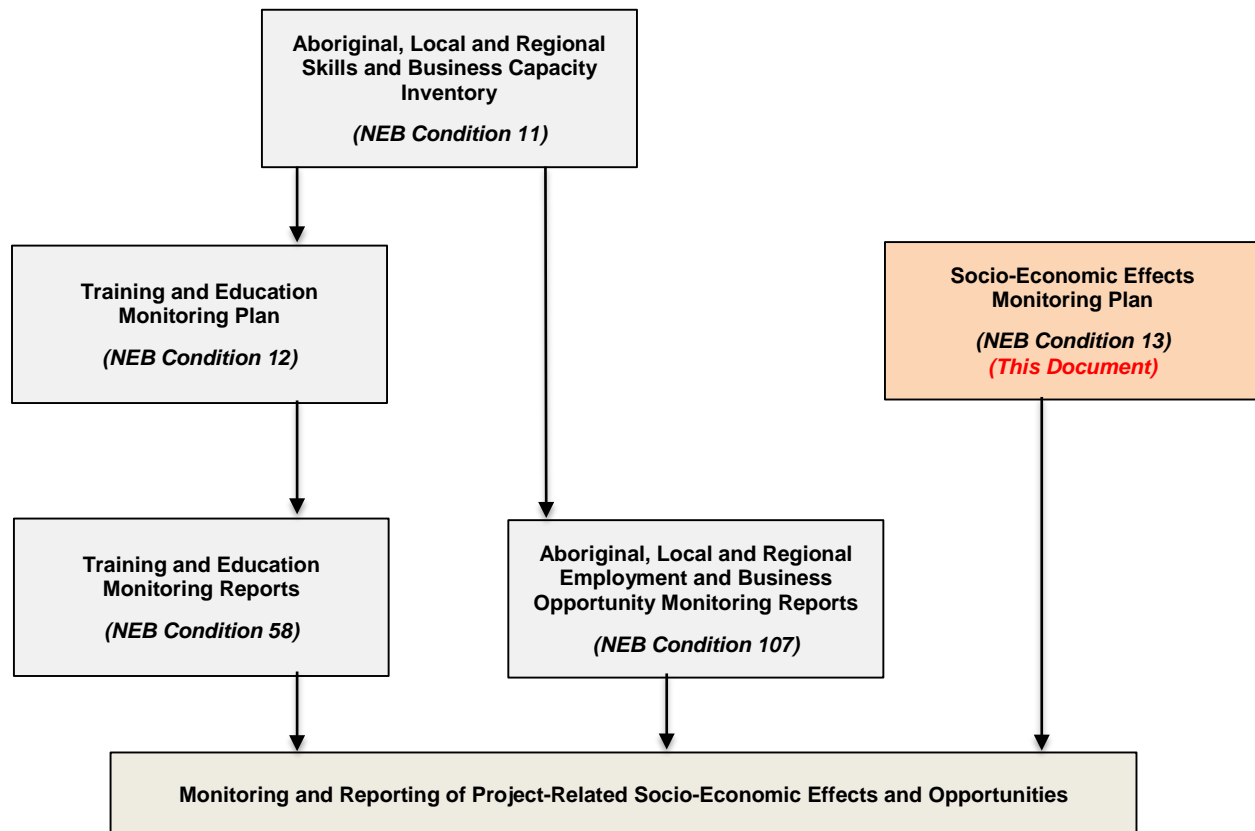 Aboriginal, Local and Regional
Skills and Business Capacity
Inventory
(NEB Condition 11)
Training and Education
Monitoring Plan
(NEB Condition 12)
Socio-Economic Effects
Monitoring Plan
(NEB Condition 13)
(This Document)
Training and Education
Monitoring Reports
(NEB Condition 58)
Aboriginal, Local and Regional
Employment and Business
Opportunity Monitoring Reports
(NEB Condition 107)
Monitoring and Reporting of Project-Related Socio-Economic Effects and Opportunities